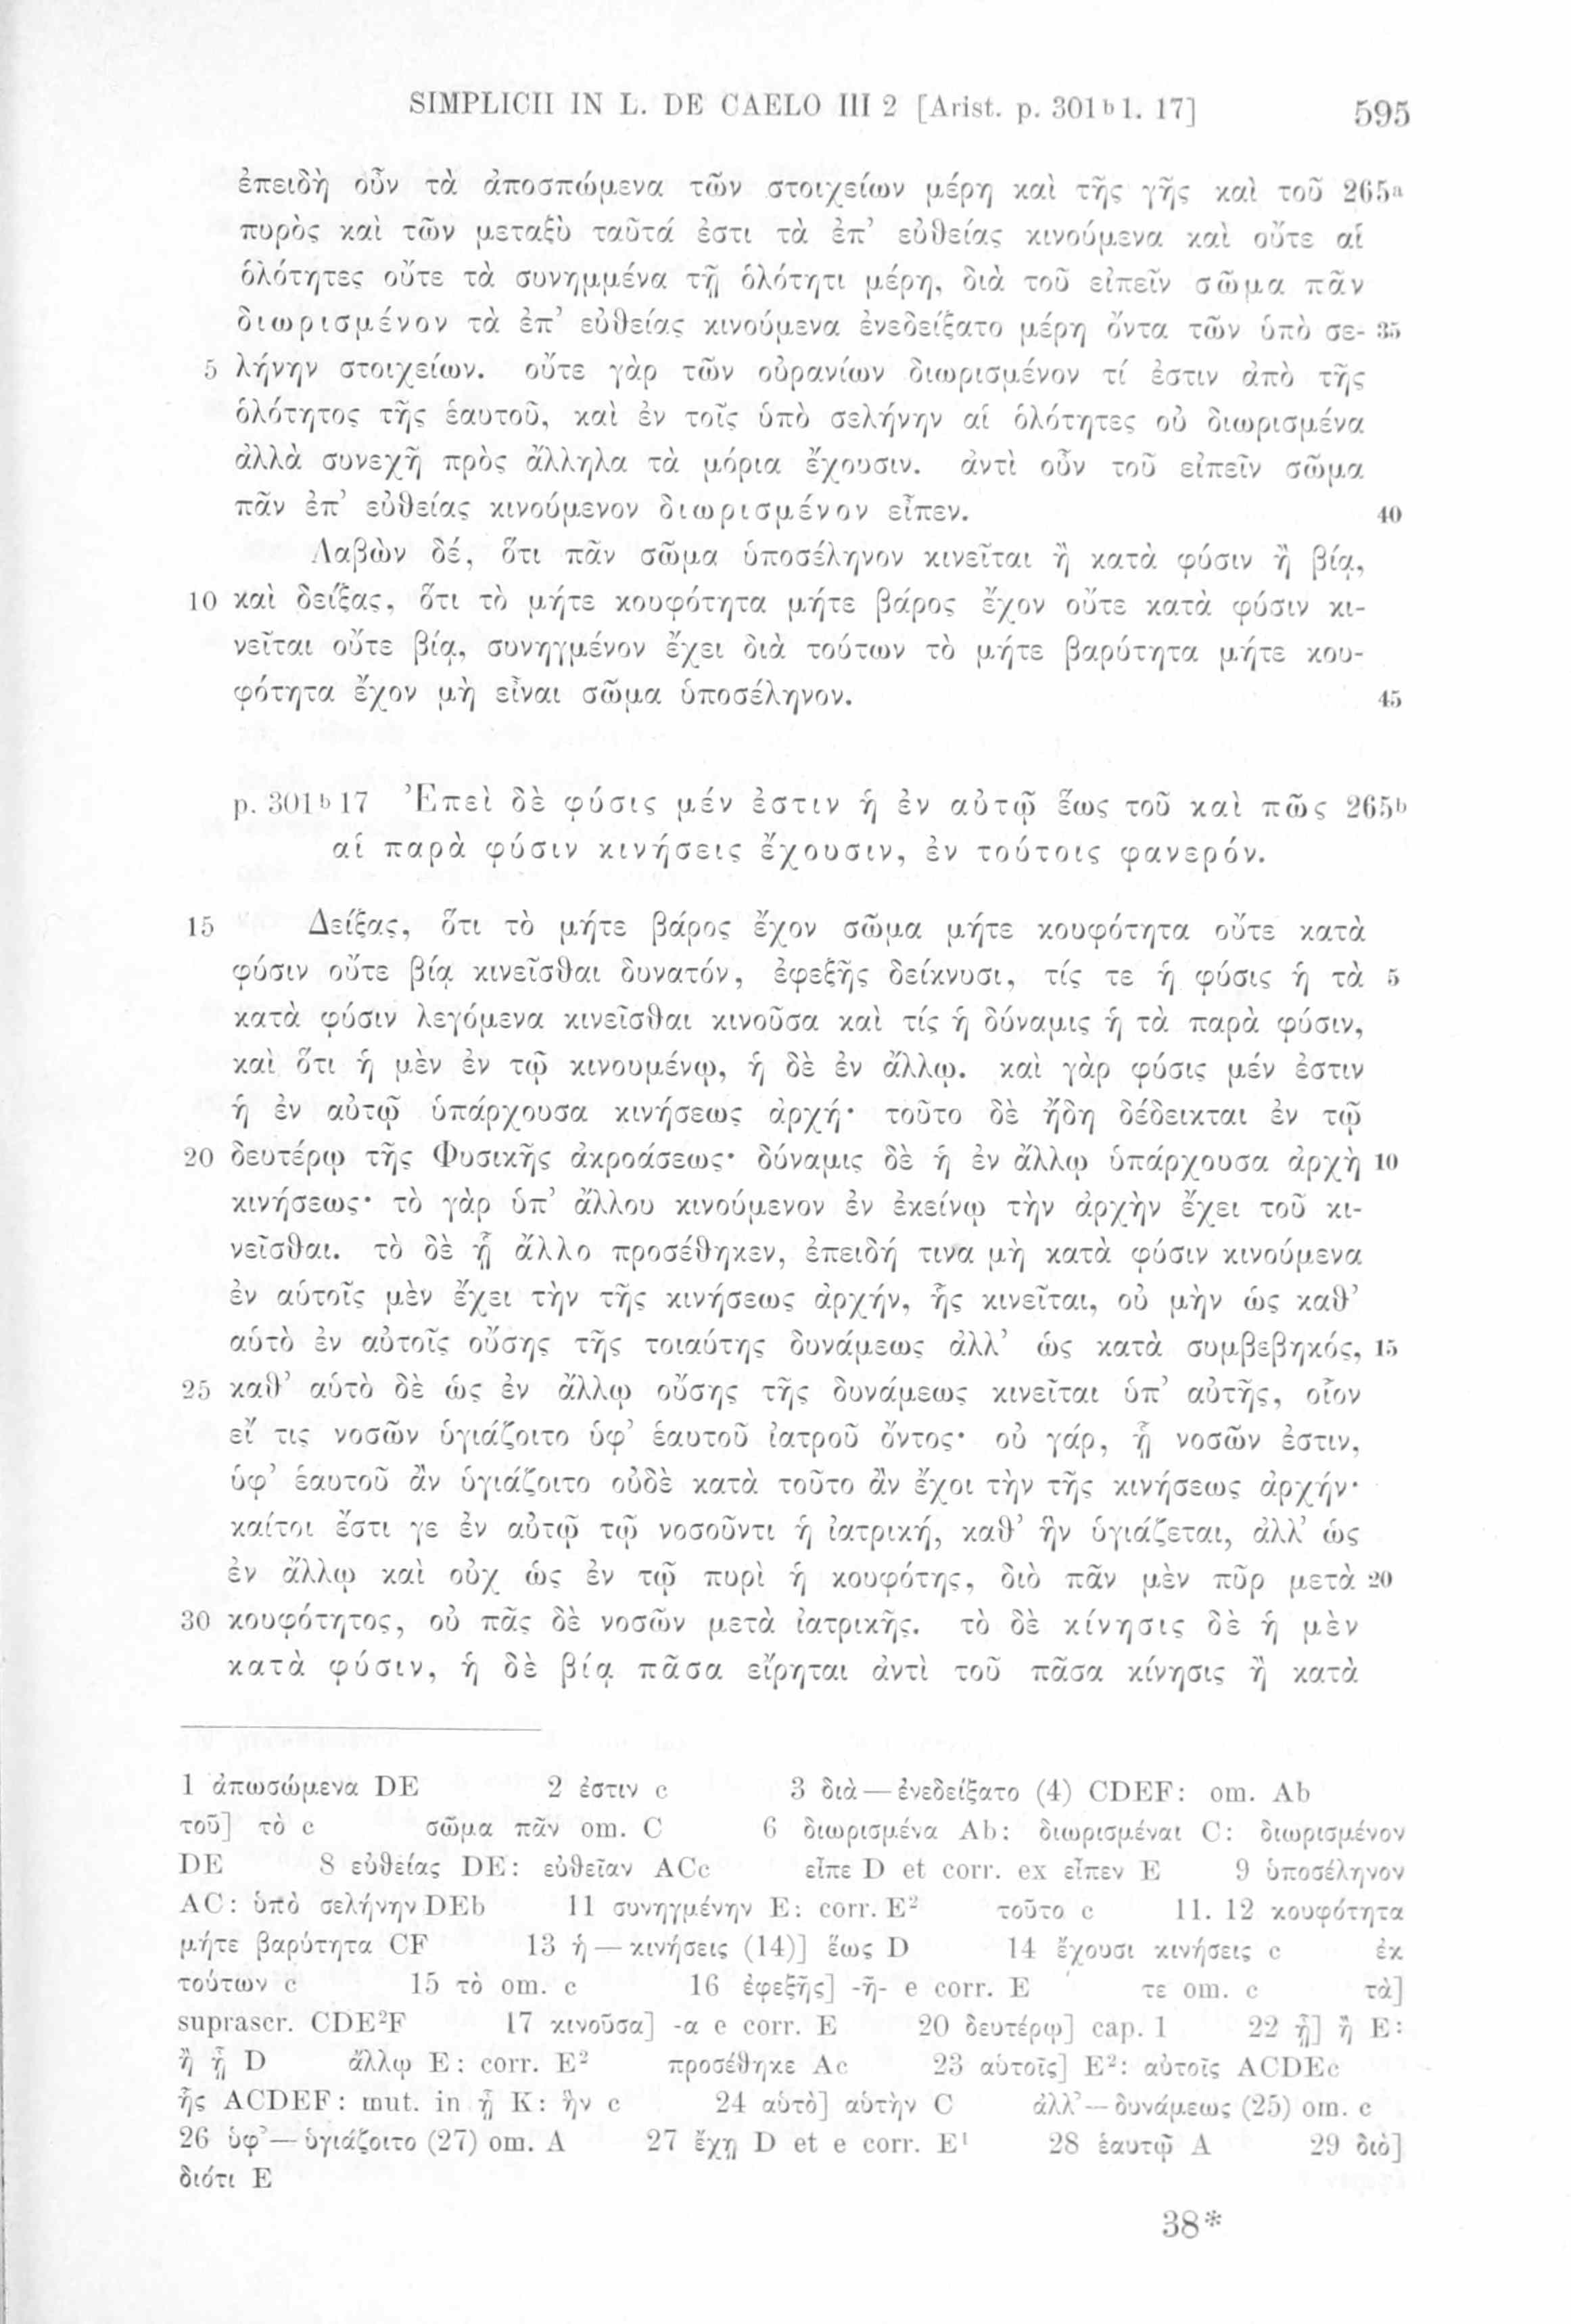 SIMPLICII IN L. DE CAELO III 2 [Arist. p. 301ᵇ1. 17] 595
ἐπειδὴ οὖν τὰ ἀποσπώμενα τῶν στοιχείων μέρη καὶ τῆς γῆς καὶ τοῦ 265ᵃ
πυρὸς καὶ τῶν μεταξὺ ταῦτά ἐστι τὰ ἐπ’ εὐθείας κινούμενα καὶ οὔτε αἱ
ὁλότητες οὔτε τὰ συνημμένα τῇ ὁλότητι μέρη, διὰ τοῦ εἰπεῖν σῶμα πᾶν
διωρισμένον τὰ ἐπ’ εὐθείας κινούμενα ἐνεδείξατο μέρη ὄντα τῶν ὑπὸ σε- 35
5 λήνην στοιχείων. οὔτε γὰρ τῶν οὐρανίων διωρισμένον τί ἐστιν ἀπὸ τῆς
ὁλότητος τῆς ἑαυτοῦ, καὶ ἐν τοῖς ὑπὸ σελήνην αἱ ὁλότητες οὐ διωρισμένα
ἀλλὰ συνεχῆ πρὸς ἄλληλα τὰ μόρια ἔχουσιν. ἀντὶ οὖν τοῦ εἰπεῖν σῶμα
πᾶν ἐπ’ εὐθείας κινούμενον διωρισμένον εἶπεν. 40
Λαβὼν δέ, ὅτι πᾶν σῶμα ὑποσέληνον κινεῖται ἢ κατὰ φύσιν ἢ βίᾳ,
10 καὶ δείξας, ὅτι τὸ μήτε κουφότητα μήτε βάρος ἔχον οὔτε κατὰ φύσιν κι-
νεῖται οὔτε βίᾳ, συνηγμένον ἔχει διὰ τούτων τὸ μήτε βαρύτητα μήτε κου-
φότητα ἔχον μὴ εἶναι σῶμα ὑποσέληνον. 45
p. 301ᵇ17 Ἐπεὶ δὲ φύσις μέν ἐστιν ἡ ἐν αὐτῷ ἕως τοῦ καὶ πῶς 265ᵇ
αἱ παρὰ φύσιν κινήσεις ἔχουσιν, ἐν τούτοις φανερόν.
15 Δείξας, ὅτι τὸ μήτε βάρος ἔχον σῶμα μήτε κουφότητα οὔτε κατὰ
φύσιν οὔτε βίᾳ κινεῖσθαι δυνατόν, ἐφεξῆς δείκνυσι, τίς τε ἡ φύσις ἡ τὰ 5
κατὰ φύσιν λεγόμενα κινεῖσθαι κινοῦσα καὶ τίς ἡ δύναμις ἡ τὰ παρὰ φύσιν,
καὶ ὅτι ἡ μὲν ἐν τῷ κινουμένῳ, ἡ δὲ ἐν ἄλλῳ. καὶ γὰρ φύσις μέν ἐστιν
ἡ ἐν αὐτῷ ὑπάρχουσα κινήσεως ἀρχή· τοῦτο δὲ ἤδη δέδεικται ἐν τῷ
20 δευτέρῳ τῆς Φυσικῆς ἀκροάσεως· δύναμις δὲ ἡ ἐν ἄλλῳ ὑπάρχουσα ἀρχὴ 10
κινήσεως· τὸ γὰρ ὑπ’ ἄλλου κινούμενον ἐν ἐκείνῳ τὴν ἀρχὴν ἔχει τοῦ κι-
νεῖσθαι. τὸ δὲ ᾗ ἄλλο προσέθηκεν, ἐπειδή τινα μὴ κατὰ φύσιν κινούμενα
ἐν αὑτοῖς μὲν ἔχει τὴν τῆς κινήσεως ἀρχήν, ἧς κινεῖται, οὐ μὴν ὡς καθ’
αὑτὸ ἐν αὐτοῖς οὔσης τῆς τοιαύτης δυνάμεως ἀλλ’ ὡς κατὰ συμβεβηκός, 15
25 καθ’ αὑτὸ δὲ ὡς ἐν ἄλλῳ οὔσης τῆς δυνάμεως κινεῖται ὑπ’ αὐτῆς, οἷον
εἴ τις νοσῶν ὑγιάζοιτο ὑφ’ ἑαυτοῦ ἰατροῦ ὄντος· οὐ γάρ, ᾗ νοσῶν ἐστιν,
ὑφ’ ἑαυτοῦ ἂν ὑγιάζοιτο οὐδὲ κατὰ τοῦτο ἂν ἔχοι τὴν τῆς κινήσεως ἀρχήν·
καίτοι ἔστι γε ἐν αὐτῷ τῷ νοσοῦντι ἡ ἰατρική, καθ’ ἣν ὑγιάζεται, ἀλλ’ ὡς
ἐν ἄλλῳ καὶ οὐχ ὡς ἐν τῷ πυρὶ ἡ κουφότης, διὸ πᾶν μὲν πῦρ μετὰ 20
30 κουφότητος, οὐ πᾶς δὲ νοσῶν μετὰ ἰατρικῆς. τὸ δὲ κίνησις δὲ ἡ μὲν
κατὰ φύσιν, ἡ δὲ βίᾳ πᾶσα εἴρηται ἀντὶ τοῦ πᾶσα κίνησις ἢ κατὰ
1 ἀπωσώμενα DE 2 ἐστιν c 3 διὰ—ἐνεδείξατο (4) CDEF: om. Ab
τοῦ] τὸ c σῶμα πᾶν om. C 6 διωρισμένα Ab: διωρισμέναι C: διωρισμένον
DE 8 εὐθείας DE: εὐθεῖαν ACc εἶπε D et corr. ex εἶπεν E 9 ὑποσέληνον
AC: ὑπὸ σελήνην DEb 11 συνηγμένην E: corr. E² τοῦτο c 11. 12 κουφότητα
μήτε βαρύτητα CF 13 ἡ—κινήσεις (14)] ἕως D 14 ἔχουσι κινήσεις c ἐκ
τούτων c 15 τὸ om. c 16 ἐφεξῆς] -ῆ- e corr. E τε om. c τὰ]
suprascr. CDE²F 17 κινοῦσα] -α e corr. E 20 δευτέρῳ] cap. 1 22 ᾗ] ἢ E:
ἢ ᾗ D ἄλλῳ E: corr. E² προσέθηκε Ac 23 αὑτοῖς] E²: αὐτοῖς ACDEc
ἧς ACDEF: mut. in ᾗ K: ἣν c 24 αὑτὸ] αὑτὴν C ἀλλ’—δυνάμεως (25) om. c
26 ὑφ’—ὑγιάζοιτο (27) om. A 27 ἔχῃ D et e corr. E¹ 28 ἑαυτῷ A 29 διὸ]
διότι E
38*